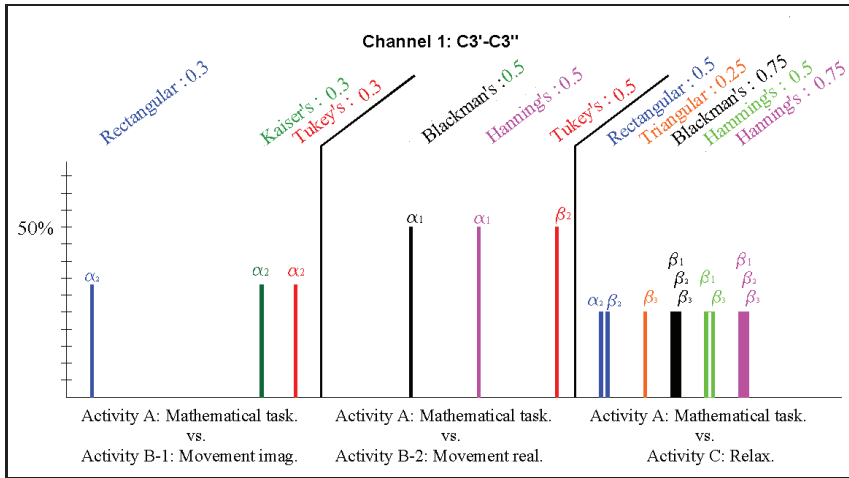 Channel 1: C3'-C3''
Rectangular : 0.3
Kaiser's : 0.3
Tukey's : 0.3
Blackman's : 0.5
Hanning's : 0.5
Tukey's : 0.5
Rectangular : 0.5
Triangular : 0.25
Blackman's : 0.75
Hamming's : 0.5
Hanning's : 0.75
50%
α₂
α₂
α₂
α₁
α₁
β₂
α₂ β₂
β₃
β₁
β₂
β₃
β₁
β₃
β₁
β₂
β₃
Activity A: Mathematical task.
vs.
Activity B-1: Movement imag.
Activity A: Mathematical task.
vs.
Activity B-2: Movement real.
Activity A: Mathematical task.
vs.
Activity C: Relax.